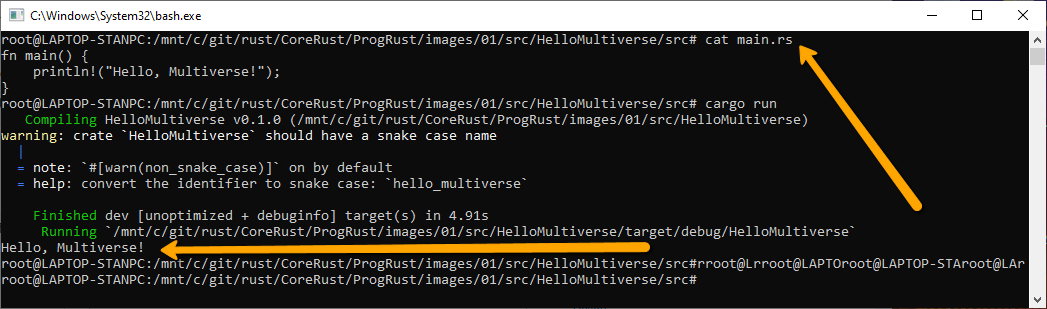 C:\Windows\System32\bash.exe
root@LAPTOP-STANPC:/mnt/c/git/rust/CoreRust/ProgRust/images/01/src/HelloMultiverse/src# cat main.rs
fn main() {
    println!("Hello, Multiverse!");
}
root@LAPTOP-STANPC:/mnt/c/git/rust/CoreRust/ProgRust/images/01/src/HelloMultiverse/src# cargo run
   Compiling HelloMultiverse v0.1.0 (/mnt/c/git/rust/CoreRust/ProgRust/images/01/src/HelloMultiverse)
warning: crate `HelloMultiverse` should have a snake case name
  |
  = note: `#[warn(non_snake_case)]` on by default
  = help: convert the identifier to snake case: `hello_multiverse`
    Finished dev [unoptimized + debuginfo] target(s) in 4.91s
     Running `/mnt/c/git/rust/CoreRust/ProgRust/images/01/src/HelloMultiverse/target/debug/HelloMultiverse`
Hello, Multiverse!
root@LAPTOP-STANPC:/mnt/c/git/rust/CoreRust/ProgRust/images/01/src/HelloMultiverse/src#rroot@Lrroot@LAPTOroot@LAPTOP-STAroot@LAr
root@LAPTOP-STANPC:/mnt/c/git/rust/CoreRust/ProgRust/images/01/src/HelloMultiverse/src#